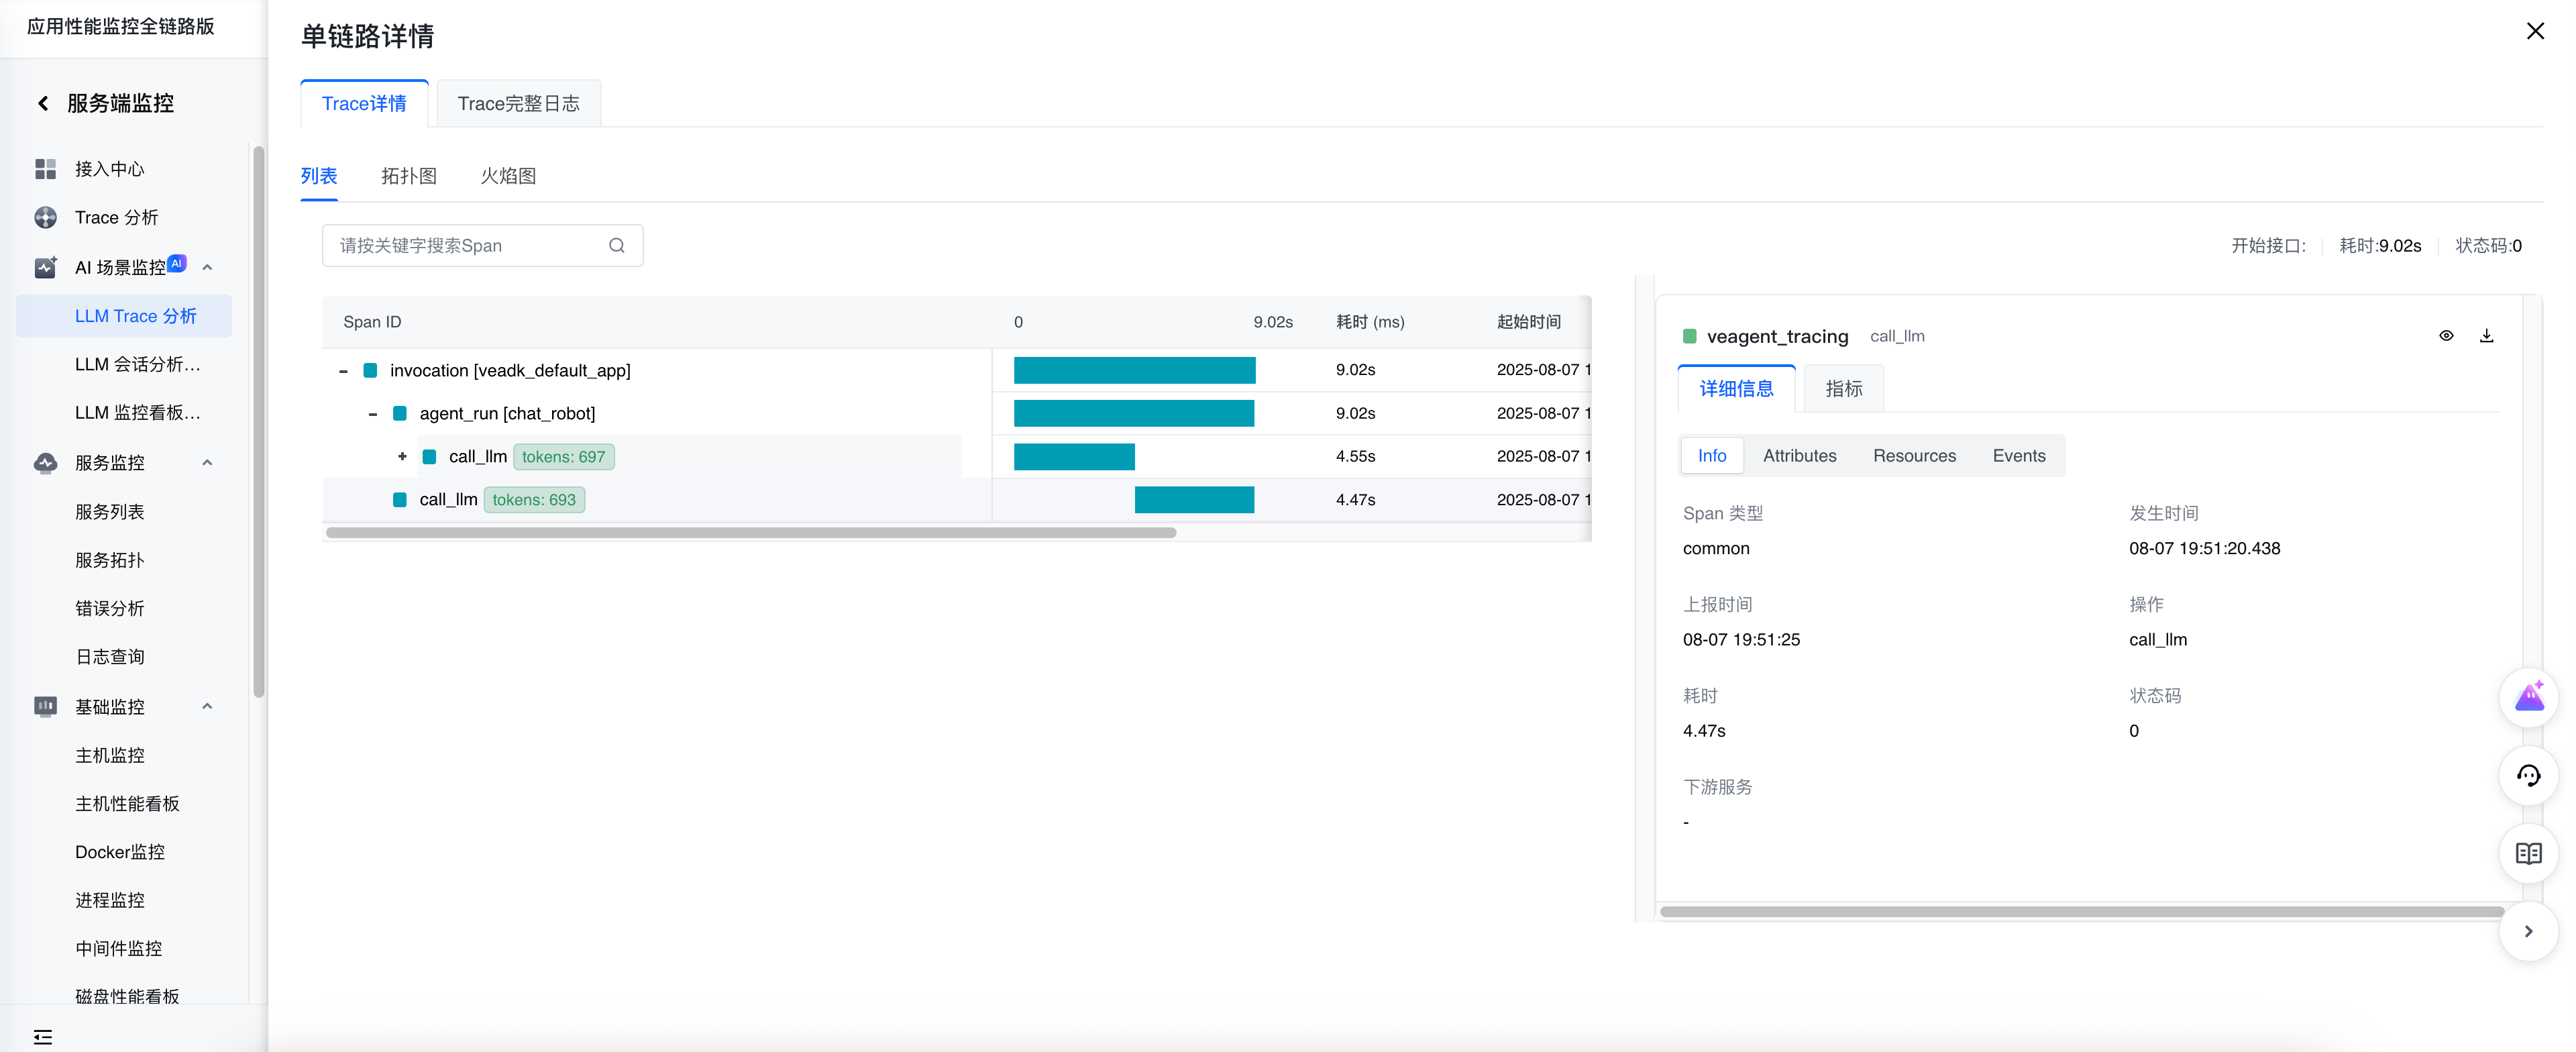 应用性能监控全链路版
服务端监控
接入中心
Trace 分析
AI 场景监控 AI
LLM Trace 分析
LLM 会话分析...
LLM 监控看板...
服务监控
服务列表
服务拓扑
错误分析
日志查询
基础监控
主机监控
主机性能看板
Docker监控
进程监控
中间件监控
磁盘性能看板
单链路详情
Trace详情 Trace完整日志
列表 拓扑图 火焰图
请按关键字搜索Span
开始接口: 耗时:9.02s 状态码:0
Span ID 0 9.02s 耗时 (ms) 起始时间
invocation [veadk_default_app] 9.02s 2025-08-07 1
agent_run [chat_robot] 9.02s 2025-08-07 1
call_llm tokens: 697 4.55s 2025-08-07 1
call_llm tokens: 693 4.47s 2025-08-07 1
veagent_tracing call_llm
详细信息 指标
Info Attributes Resources Events
Span 类型 发生时间
common 08-07 19:51:20.438
上报时间 操作
08-07 19:51:25 call_llm
耗时 状态码
4.47s 0
下游服务
-